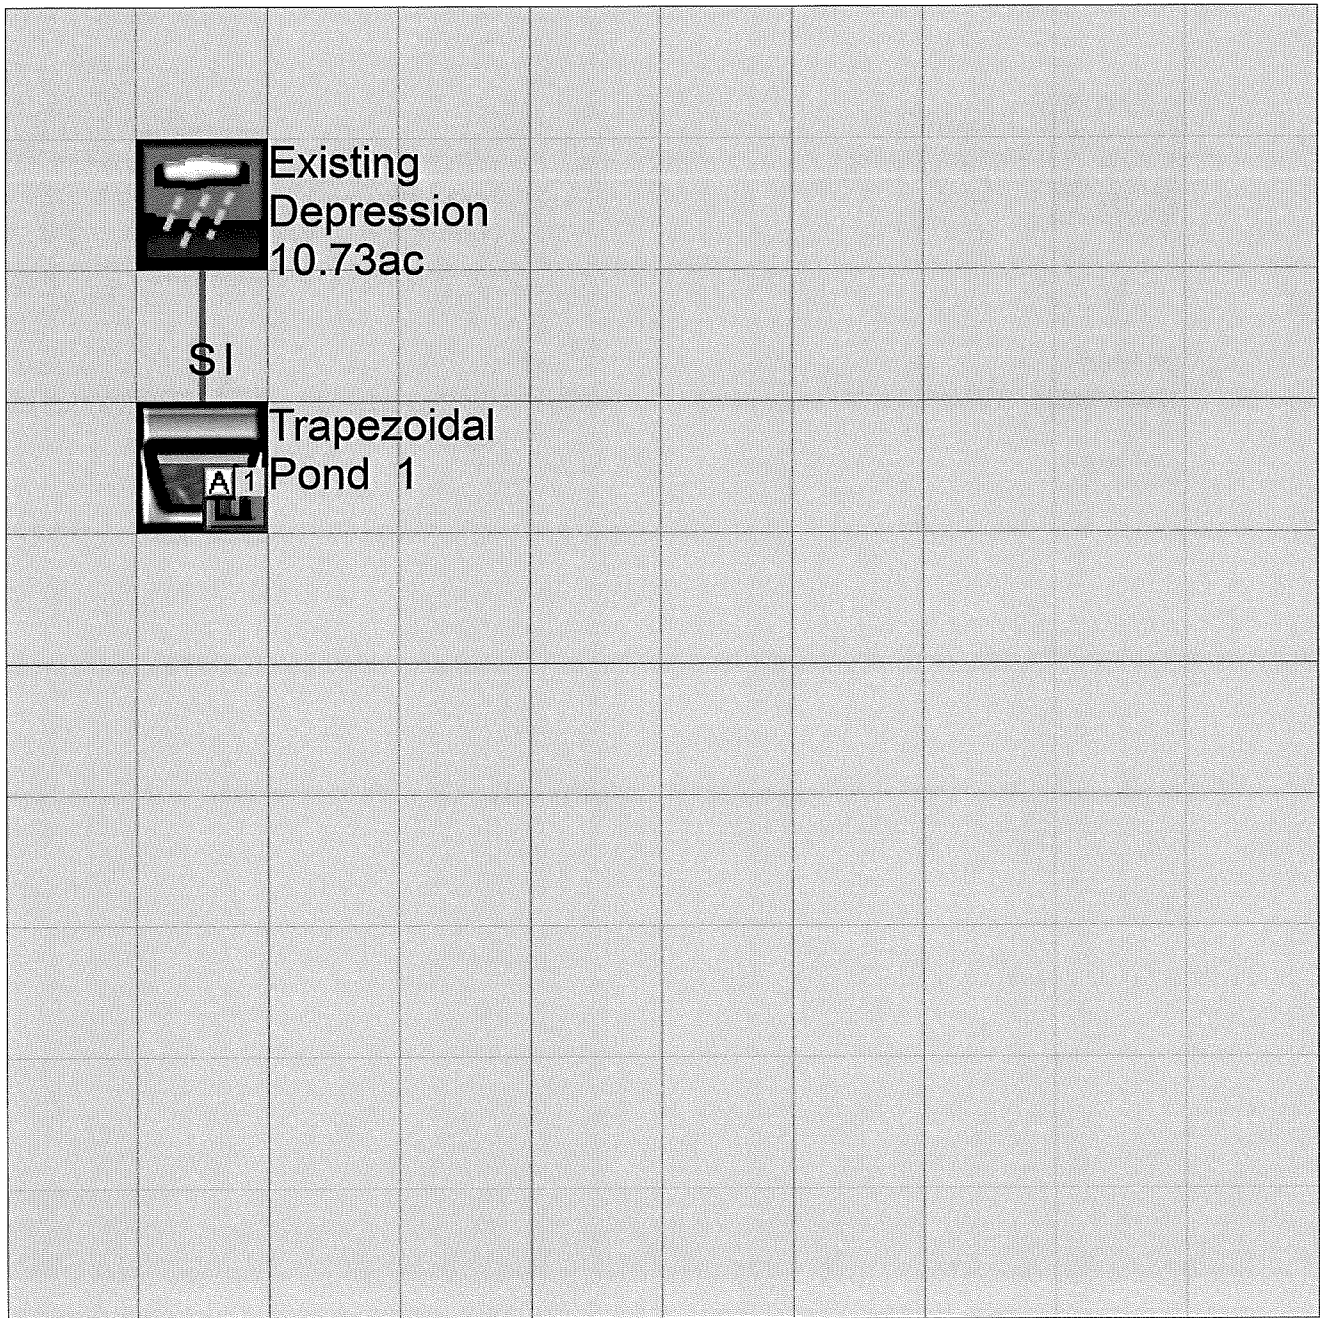 Existing
Depression
10.73ac
SI
Trapezoidal
Pond 1
A 1